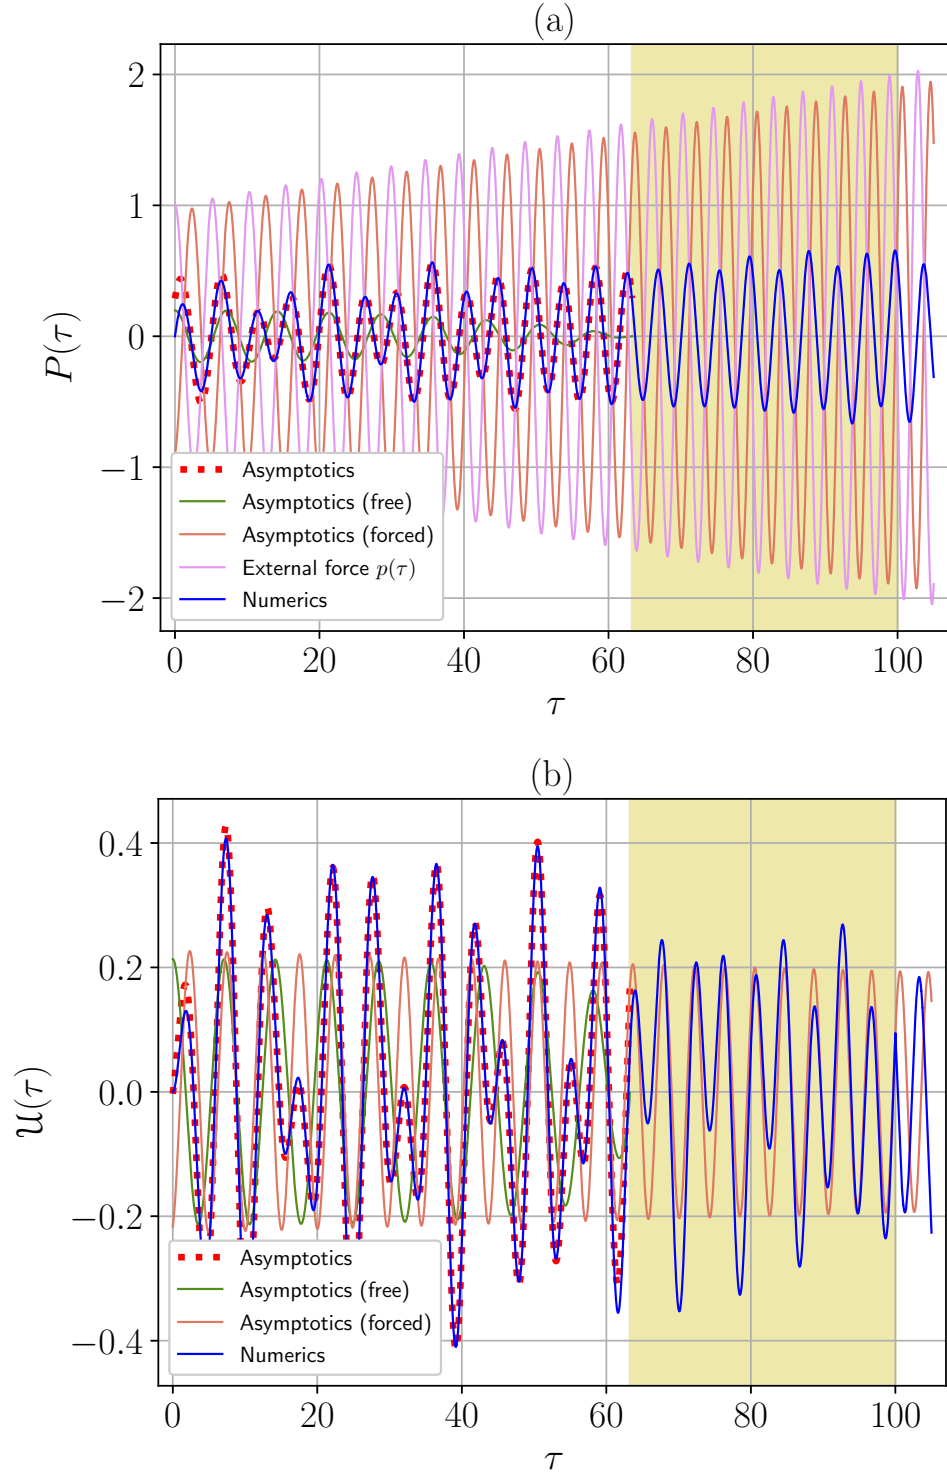 (a)
P(τ)
2
1
0
−1
−2
Asymptotics
Asymptotics (free)
Asymptotics (forced)
External force p(τ)
Numerics
0 20 40 60 80 100
τ
(b)
𝔘(τ)
0.4
0.2
0.0
−0.2
−0.4
Asymptotics
Asymptotics (free)
Asymptotics (forced)
Numerics
0 20 40 60 80 100
τ